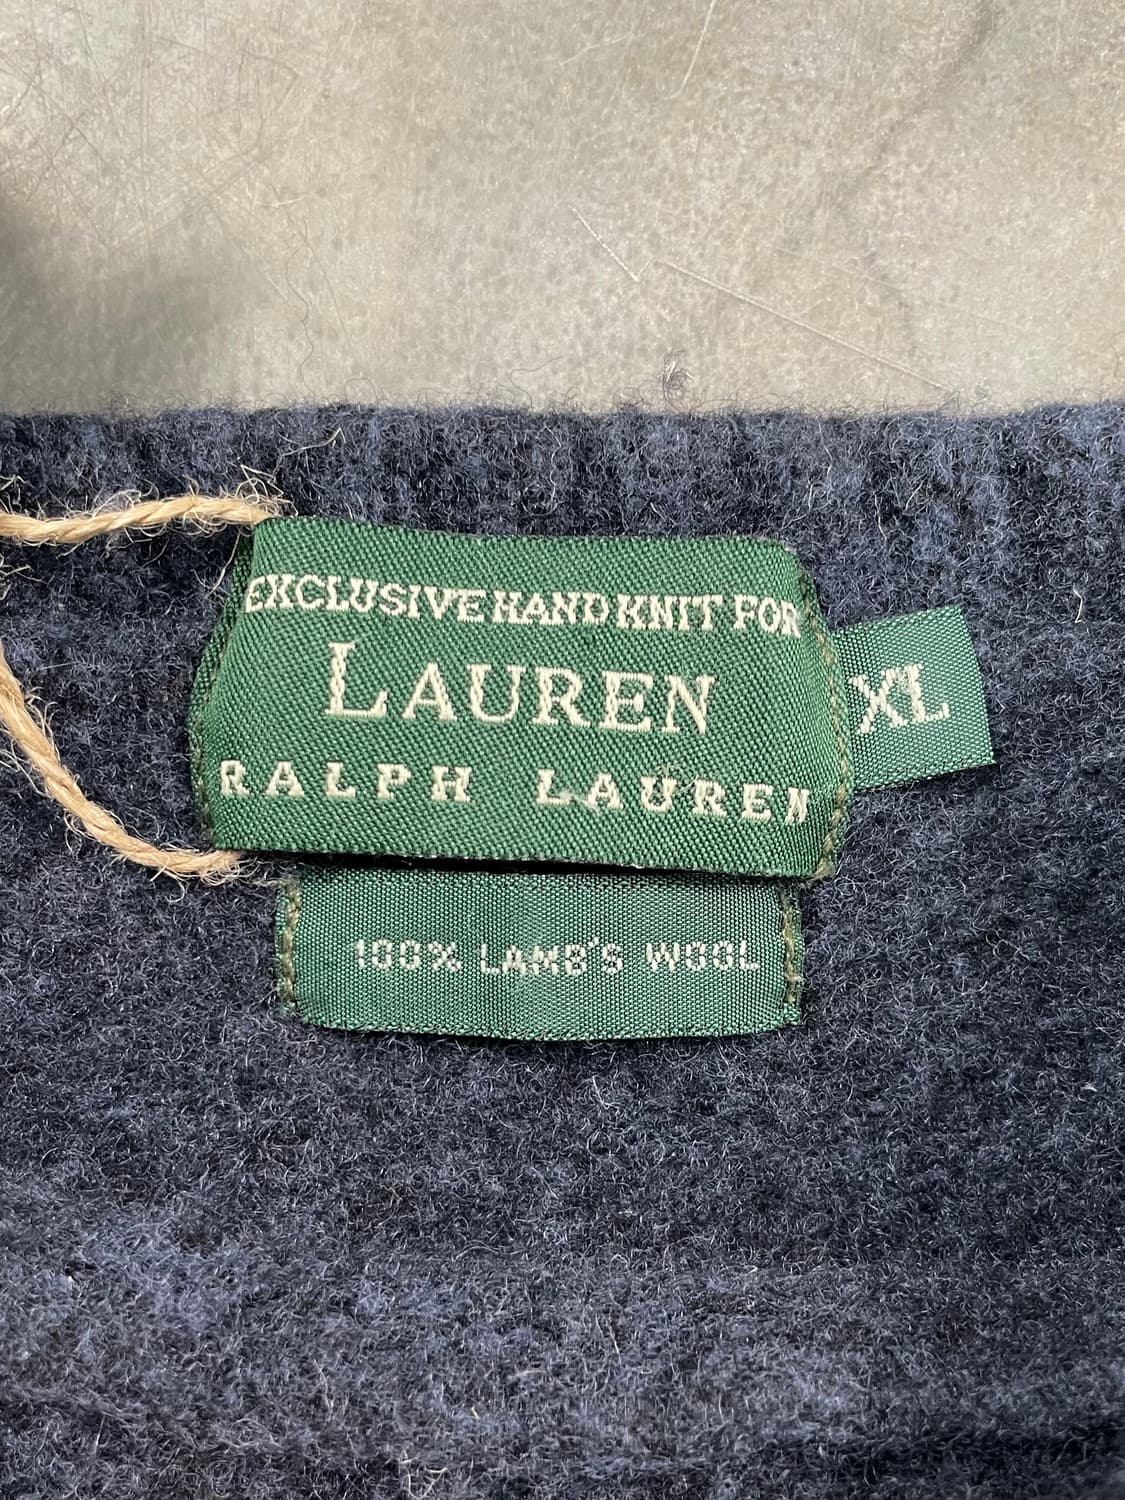 EXCLUSIVE HAND KNIT FOR
LAUREN
RALPH LAUREN
XL
100% LAMB'S WOOL